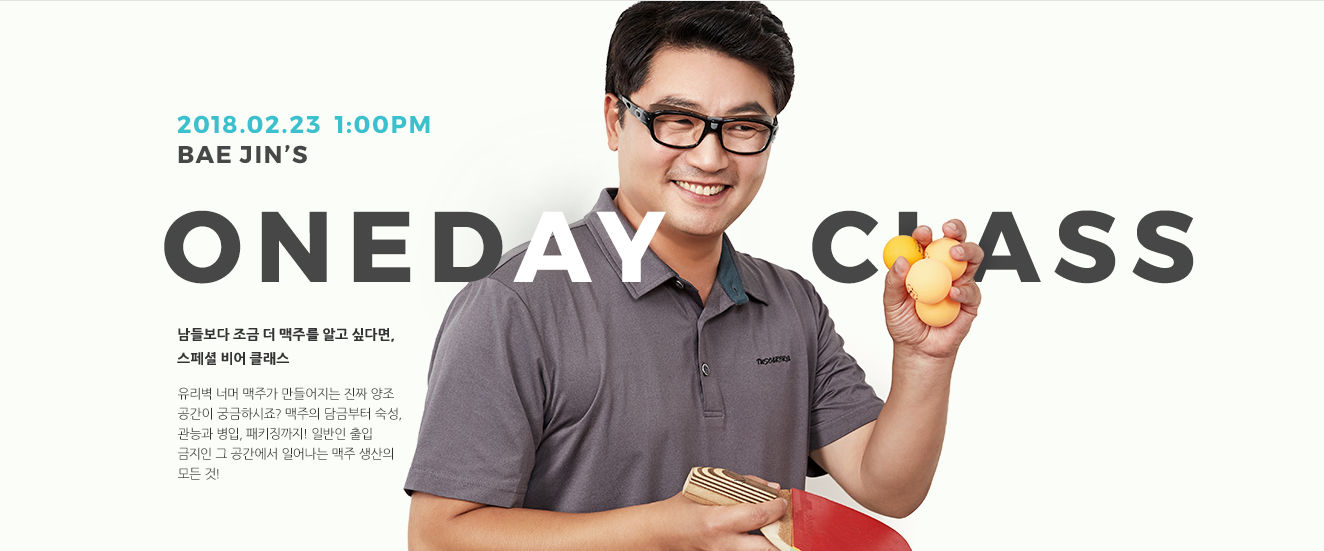 2018.02.23 1:00PM
BAE JIN’S
ONEDAY CLASS
남들보다 조금 더 맥주를 알고 싶다면,
스페셜 비어 클래스
유리벽 너머 맥주가 만들어지는 진짜 양조
공간이 궁금하시죠? 맥주의 담금부터 숙성,
관능과 병입, 패키징까지! 일반인 출입
금지인 그 공간에서 일어나는 맥주 생산의
모든 것!